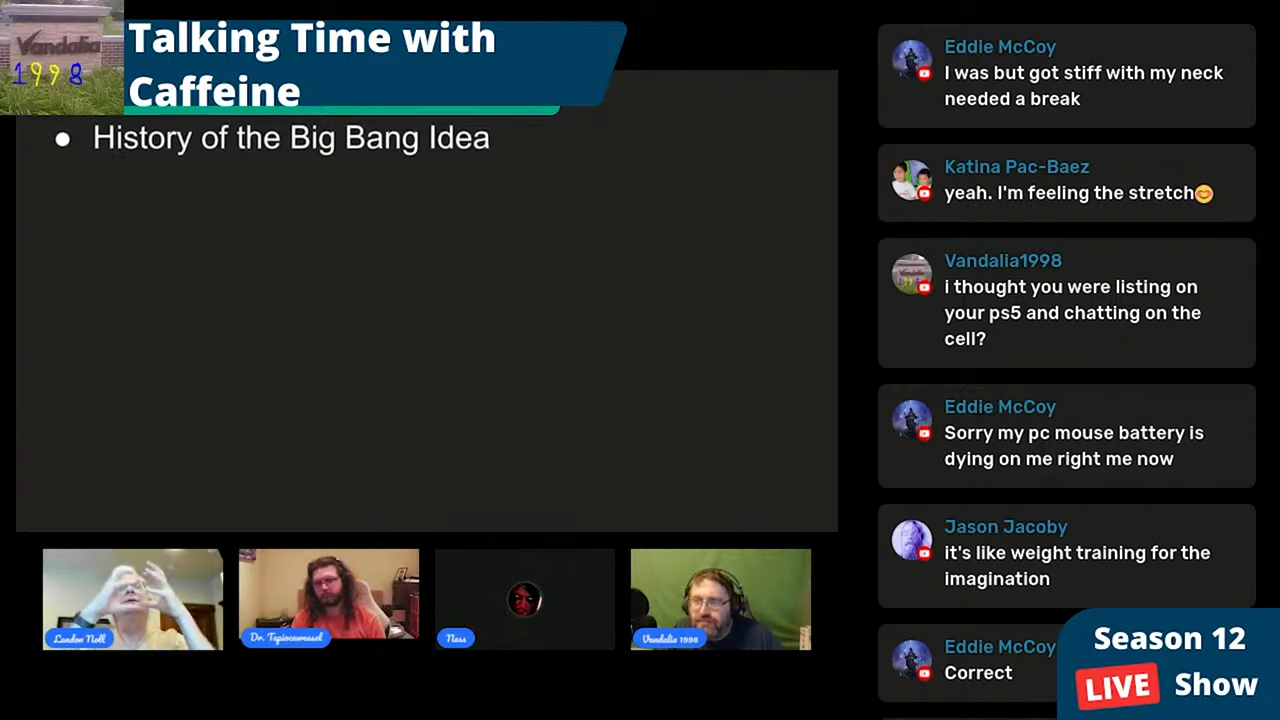 Vandalia
1998
Talking Time with
Caffeine
● History of the Big Bang Idea
Landon Noll
Dr. Tapiocaweasel
Ness
Vandalia 1998
Eddie McCoy
I was but got stiff with my neck
needed a break
Katina Pac-Baez
yeah. I'm feeling the stretch😊
Vandalia1998
i thought you were listing on
your ps5 and chatting on the
cell?
Eddie McCoy
Sorry my pc mouse battery is
dying on me right me now
Jason Jacoby
it's like weight training for the
imagination
Eddie McCoy
Correct
Season 12
LIVE Show